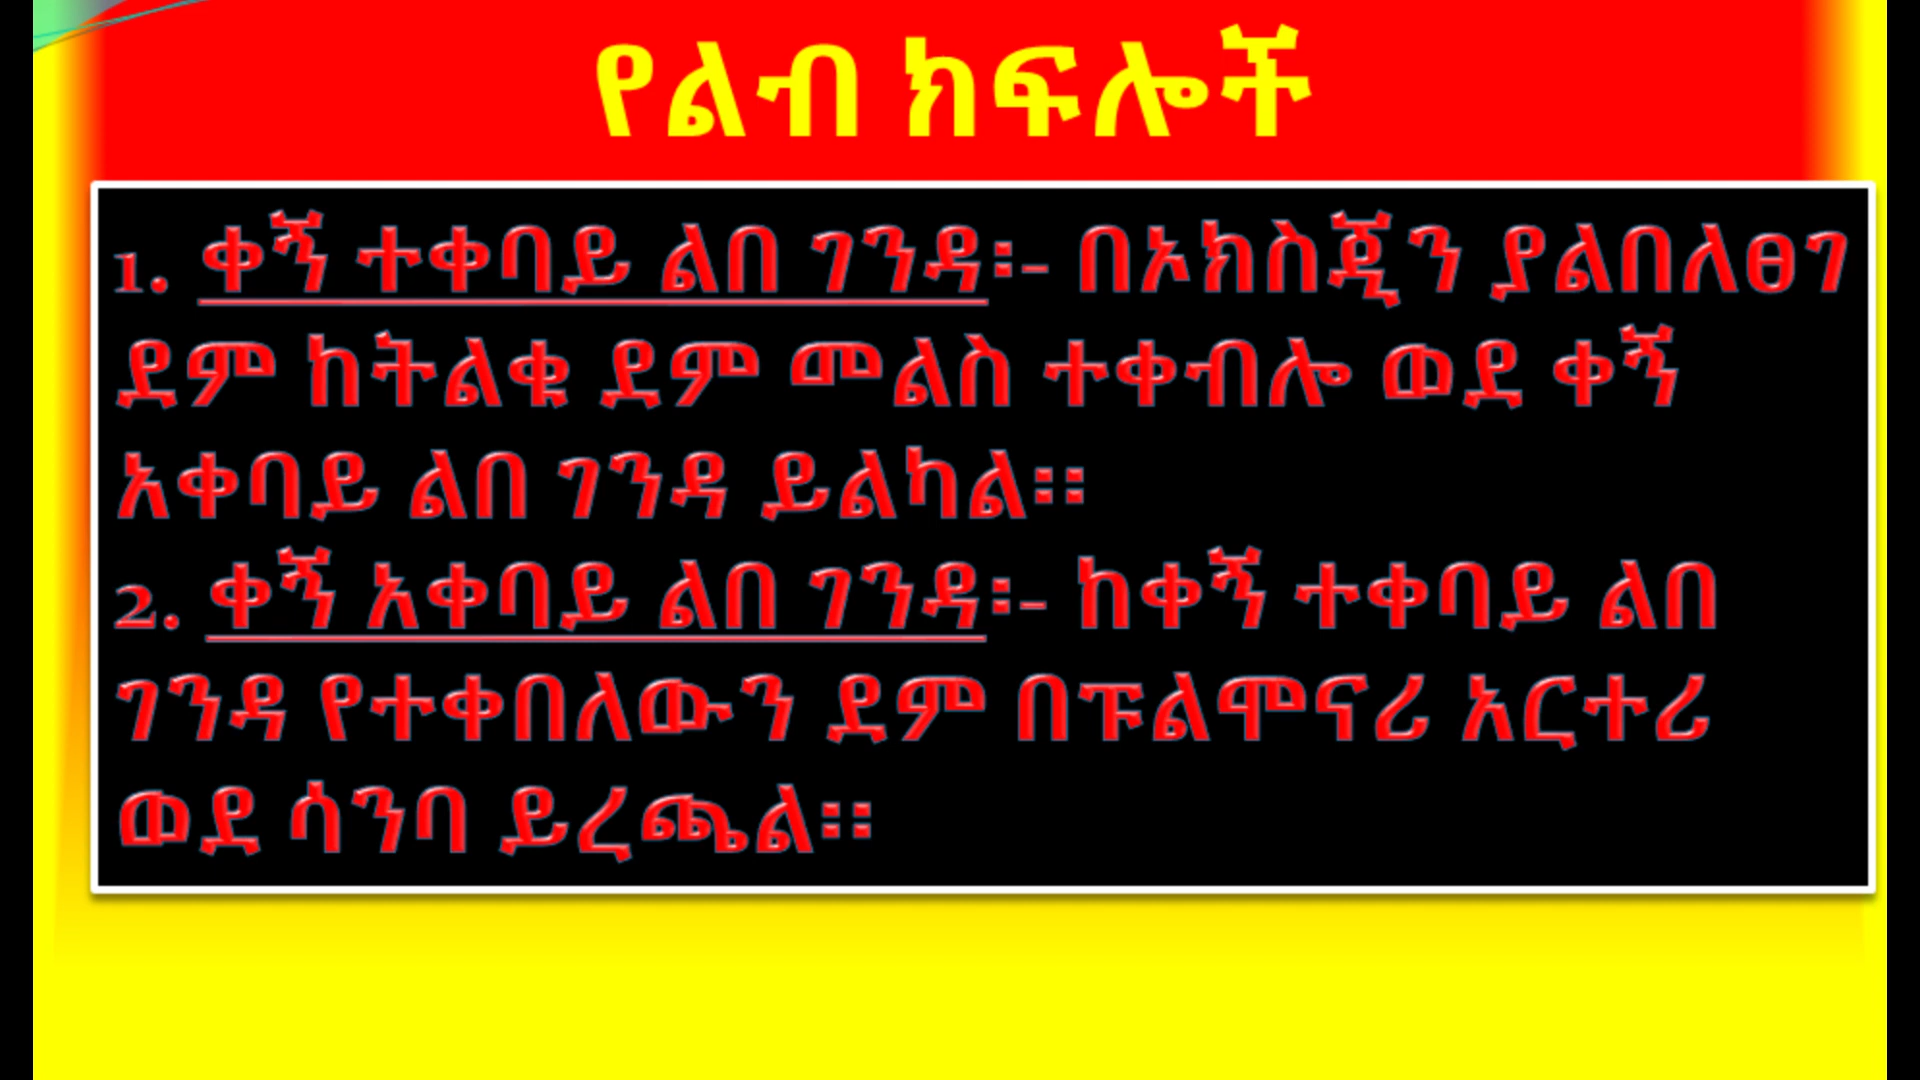 የልብ ክፍሎች
1. ቀኝ ተቀባይ ልበ ገንዳ፡- በኦክስጂን ያልበለፀገ
ደም ከትልቁ ደም መልስ ተቀብሎ ወደ ቀኝ
አቀባይ ልበ ገንዳ ይልካል፡፡
2. ቀኝ አቀባይ ልበ ገንዳ፡- ከቀኝ ተቀባይ ልበ
ገንዳ የተቀበለውን ደም በፑልሞናሪ አርተሪ
ወደ ሳንባ ይረጫል፡፡